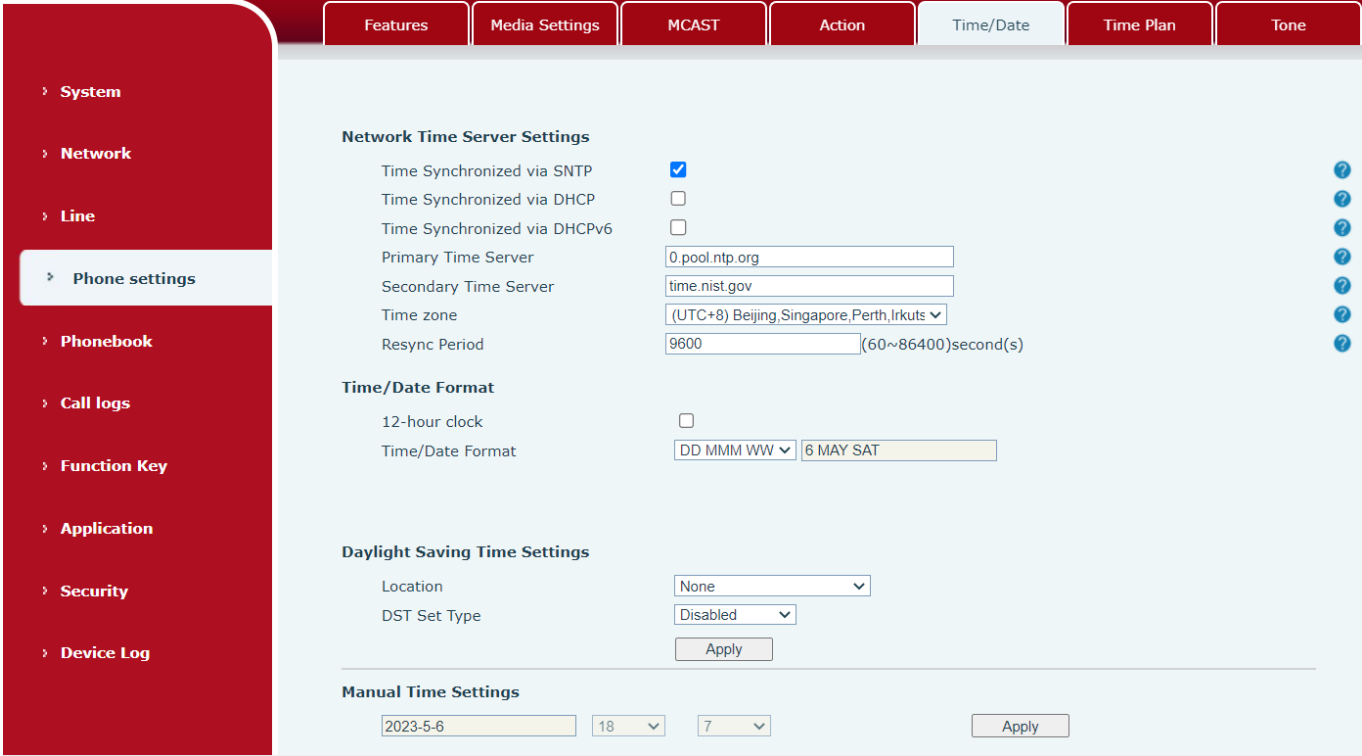 Features Media Settings MCAST Action Time/Date Time Plan Tone
System
Network
Line
Phone settings
Phonebook
Call logs
Function Key
Application
Security
Device Log
Network Time Server Settings
Time Synchronized via SNTP ?
Time Synchronized via DHCP ?
Time Synchronized via DHCPv6 ?
Primary Time Server 0.pool.ntp.org ?
Secondary Time Server time.nist.gov ?
Time zone (UTC+8) Beijing,Singapore,Perth,Irkuts ?
Resync Period 9600 (60~86400)second(s) ?
Time/Date Format
12-hour clock
Time/Date Format DD MMM WW 6 MAY SAT
Daylight Saving Time Settings
Location None
DST Set Type Disabled
Apply
Manual Time Settings
2023-5-6 18 7 Apply